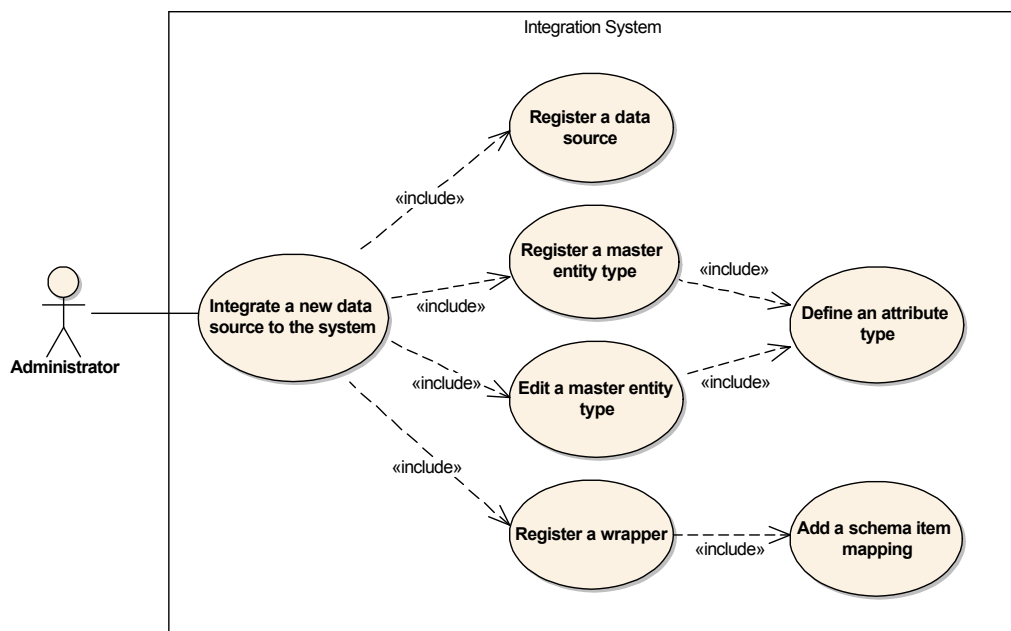 Integration System
Register a data
source
«include»
Register a master
entity type
«include»
«include»
Integrate a new data
source to the system
Define an attribute
type
Administrator
«include»
«include»
Edit a master entity
type
«include»
Register a wrapper
«include»
Add a schema item
mapping